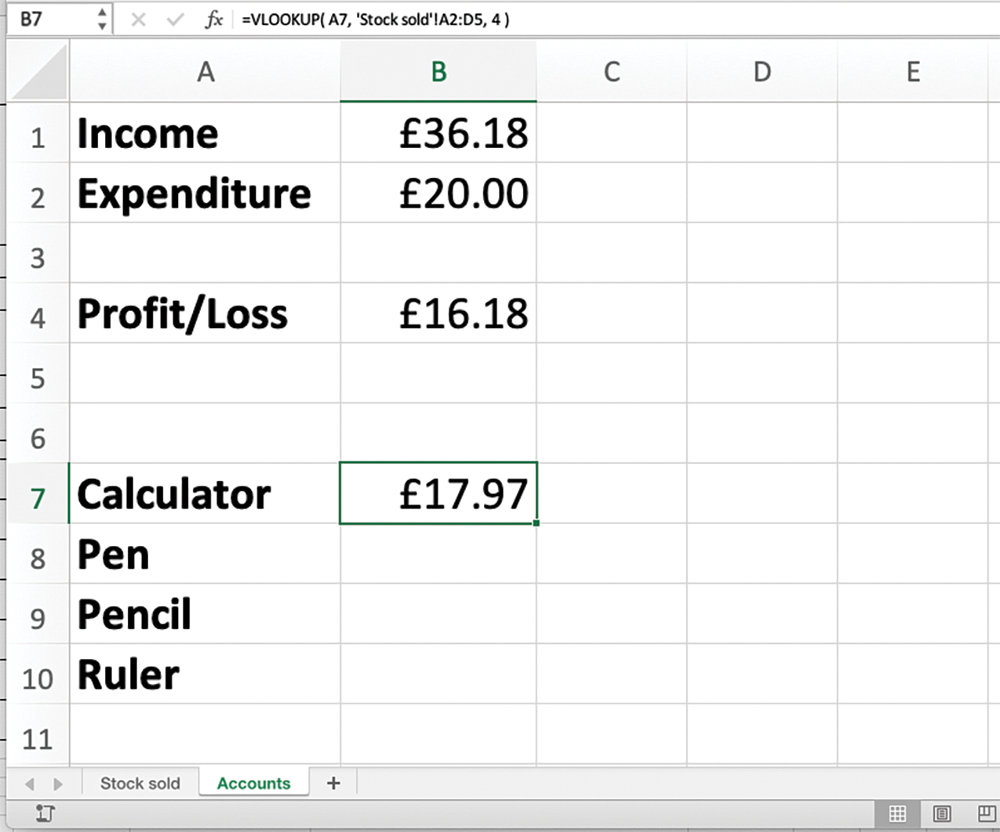 B7 fx =VLOOKUP( A7, 'Stock sold'!A2:D5, 4 )
A B C D E
1 Income £36.18
2 Expenditure £20.00
3
4 Profit/Loss £16.18
5
6
7 Calculator £17.97
8 Pen
9 Pencil
10 Ruler
11
Stock sold Accounts +